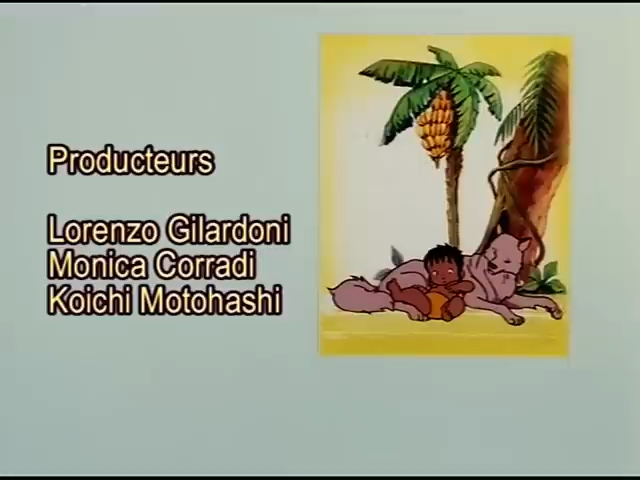 Producteurs
Lorenzo Gilardoni
Monica Corradi
Koichi Motohashi